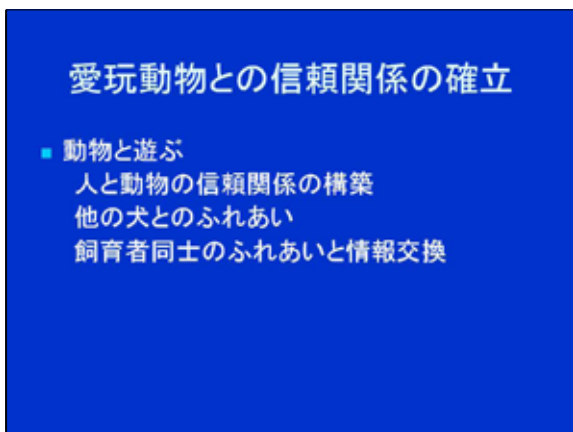 愛玩動物との信頼関係の確立
動物と遊ぶ
人と動物の信頼関係の構築
他の犬とのふれあい
飼育者同士のふれあいと情報交換